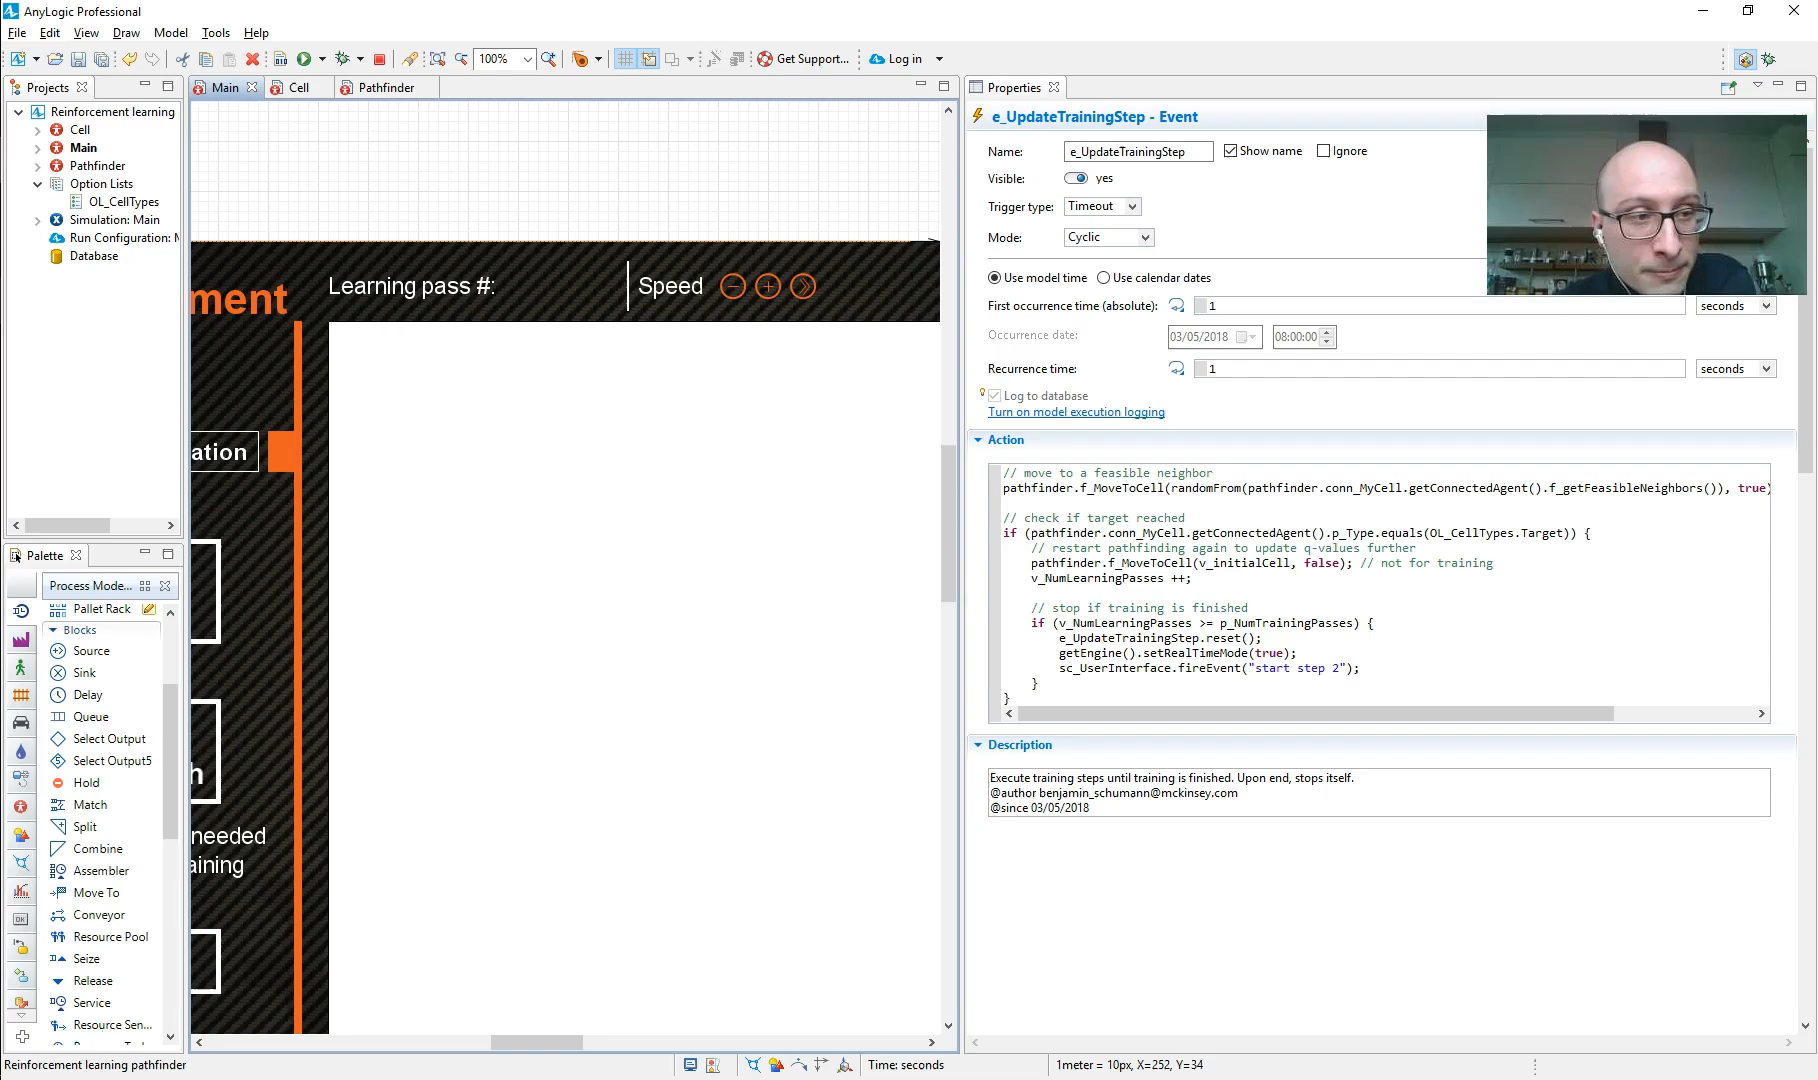 AnyLogic Professional
File Edit View Draw Model Tools Help
100% Get Support... Log in
Projects
Reinforcement learning
Cell
Main
Pathfinder
Option Lists
OL_CellTypes
Simulation: Main
Run Configuration: M
Database
Palette
Process Mode...
Pallet Rack
Blocks
Source
Sink
Delay
Queue
Select Output
Select Output5
Hold
Match
Split
Combine
Assembler
Move To
Conveyor
Resource Pool
Seize
Release
Service
Resource Sen...
Main Cell Pathfinder
ment
Learning pass #:
Speed
ation
h
needed
aining
Properties
e_UpdateTrainingStep - Event
Name: e_UpdateTrainingStep Show name Ignore
Visible: yes
Trigger type: Timeout
Mode: Cyclic
Use model time Use calendar dates
First occurrence time (absolute): 1 seconds
Occurrence date: 03/05/2018 08:00:00
Recurrence time: 1 seconds
Log to database
Turn on model execution logging
Action
// move to a feasible neighbor
pathfinder.f_MoveToCell(randomFrom(pathfinder.conn_MyCell.getConnectedAgent().f_getFeasibleNeighbors()), true)
// check if target reached
if (pathfinder.conn_MyCell.getConnectedAgent().p_Type.equals(OL_CellTypes.Target)) {
// restart pathfinding again to update q-values further
pathfinder.f_MoveToCell(v_initialCell, false); // not for training
v_NumLearningPasses ++;
// stop if training is finished
if (v_NumLearningPasses >= p_NumTrainingPasses) {
e_UpdateTrainingStep.reset();
getEngine().setRealTimeMode(true);
sc_UserInterface.fireEvent("start step 2");
}
}
Description
Execute training steps until training is finished. Upon end, stops itself.
@author benjamin_schumann@mckinsey.com
@since 03/05/2018
Reinforcement learning pathfinder
Time: seconds
1meter = 10px, X=252, Y=34